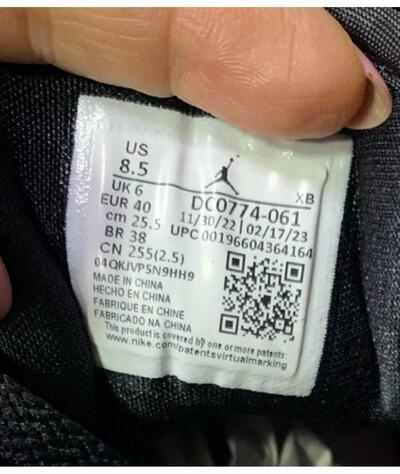 US
8.5
XB
UK 6
DC0774-061
EUR 40
11/30/22 | 02/17/23
cm 25.5
UPC 00196604364164
BR 38
CN 255(2.5)
04QKJVP5N9HH9
MADE IN CHINA
HECHO EN CHINA
FABRIQUE EN CHINE
FABRICADO NA CHINA
This product is covered by one or more patents:
www.nike.com/patentsvirtualmarking